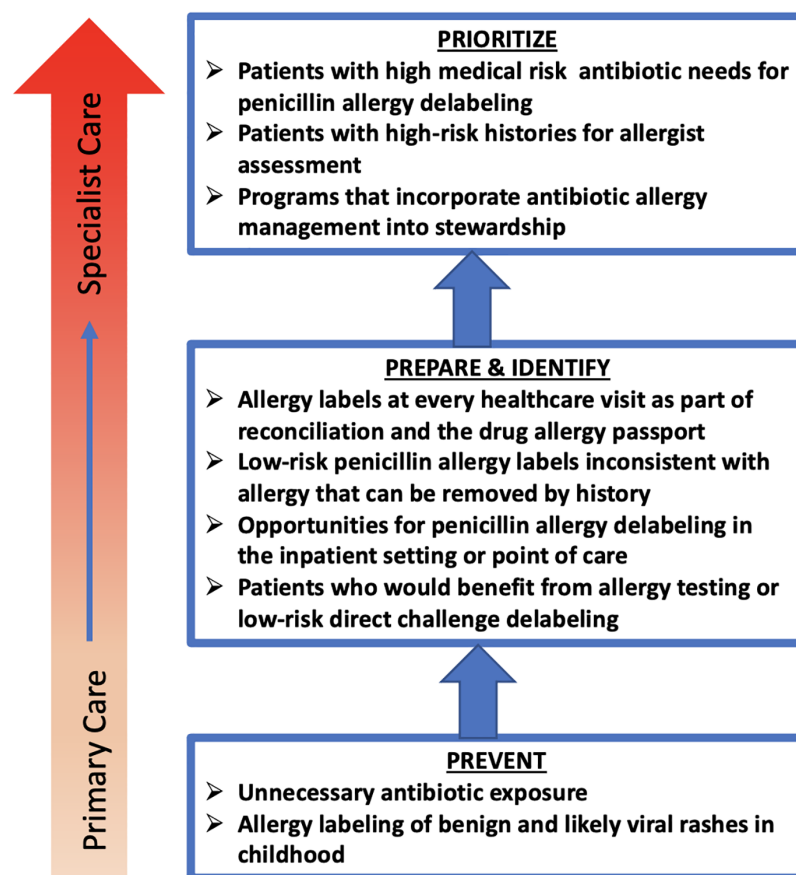 PRIORITIZE
➢ Patients with high medical risk antibiotic needs for
penicillin allergy delabeling
➢ Patients with high-risk histories for allergist
assessment
➢ Programs that incorporate antibiotic allergy
management into stewardship
PREPARE & IDENTIFY
➢ Allergy labels at every healthcare visit as part of
reconciliation and the drug allergy passport
➢ Low-risk penicillin allergy labels inconsistent with
allergy that can be removed by history
➢ Opportunities for penicillin allergy delabeling in
the inpatient setting or point of care
➢ Patients who would benefit from allergy testing or
low-risk direct challenge delabeling
PREVENT
➢ Unnecessary antibiotic exposure
➢ Allergy labeling of benign and likely viral rashes in
childhood
Specialist Care
Primary Care